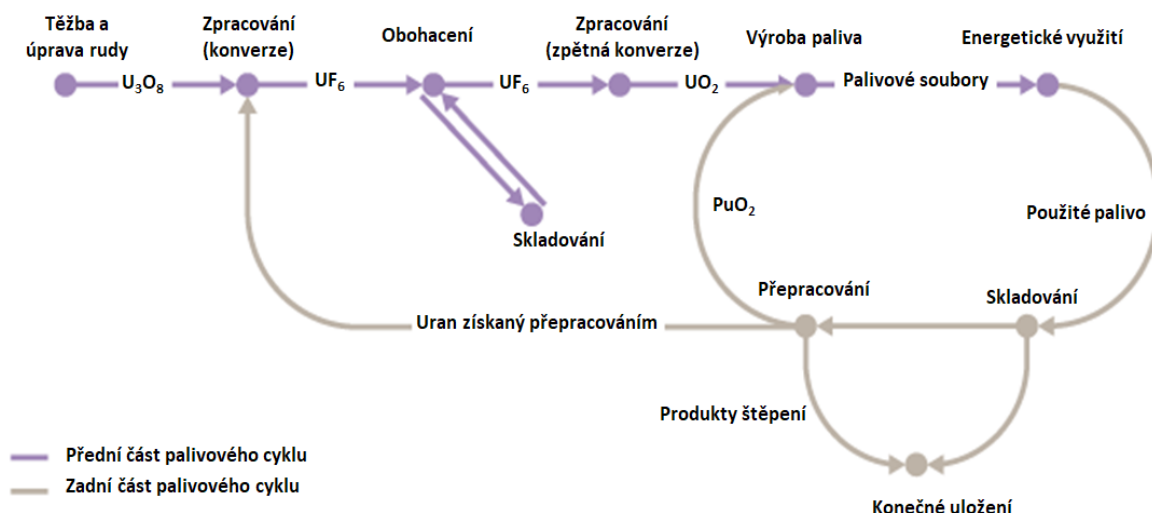 Těžba a
úprava rudy
Zpracování
(konverze)
Obohacení
Zpracování
(zpětná konverze)
Výroba paliva
Energetické využití
U₃O₈
UF₆
UF₆
UO₂
Palivové soubory
PuO₂
Použité palivo
Skladování
Přepracování
Skladování
Uran získaný přepracováním
Produkty štěpení
Přední část palivového cyklu
Zadní část palivového cyklu
Konečné uložení